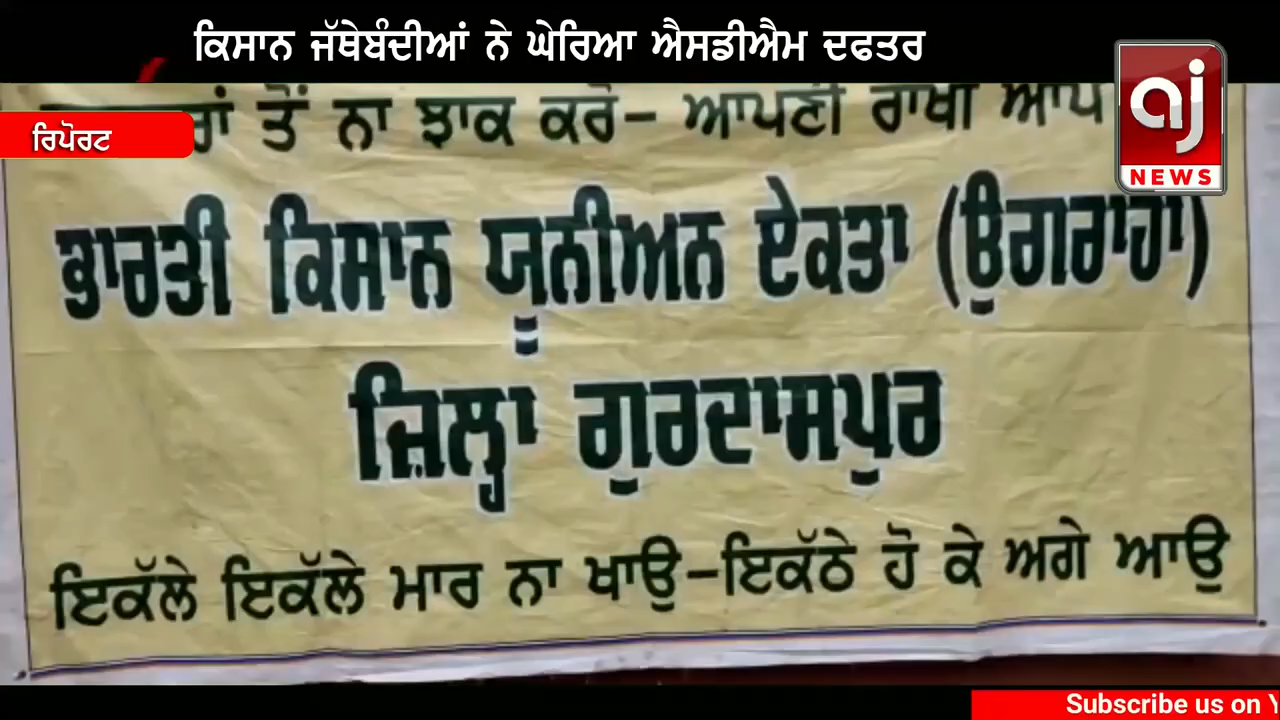 ਕਿਸਾਨ ਜੱਥੇਬੰਦੀਆਂ ਨੇ ਘੇਰਿਆ ਐਸਡੀਐਮ ਦਫਤਰ
aj
NEWS
ਰਿਪੋਰਟ
ਤੋਂ ਨਾ ਝਾਕ ਕਰੋ- ਆਪਣੀ ਰਾਖੀ
ਭਾਰਤੀ ਕਿਸਾਨ ਯੂਨੀਅਨ ਏਕਤਾ (ਉਗਰਾਹਾਂ)
ਜ਼ਿਲ੍ਹਾ ਗੁਰਦਾਸਪੁਰ
ਇਕੱਲੇ ਇਕੱਲੇ ਮਾਰ ਨਾ ਖਾਉ-ਇਕੱਠੇ ਹੋ ਕੇ ਅਗੇ ਆਉ
Subscribe us on